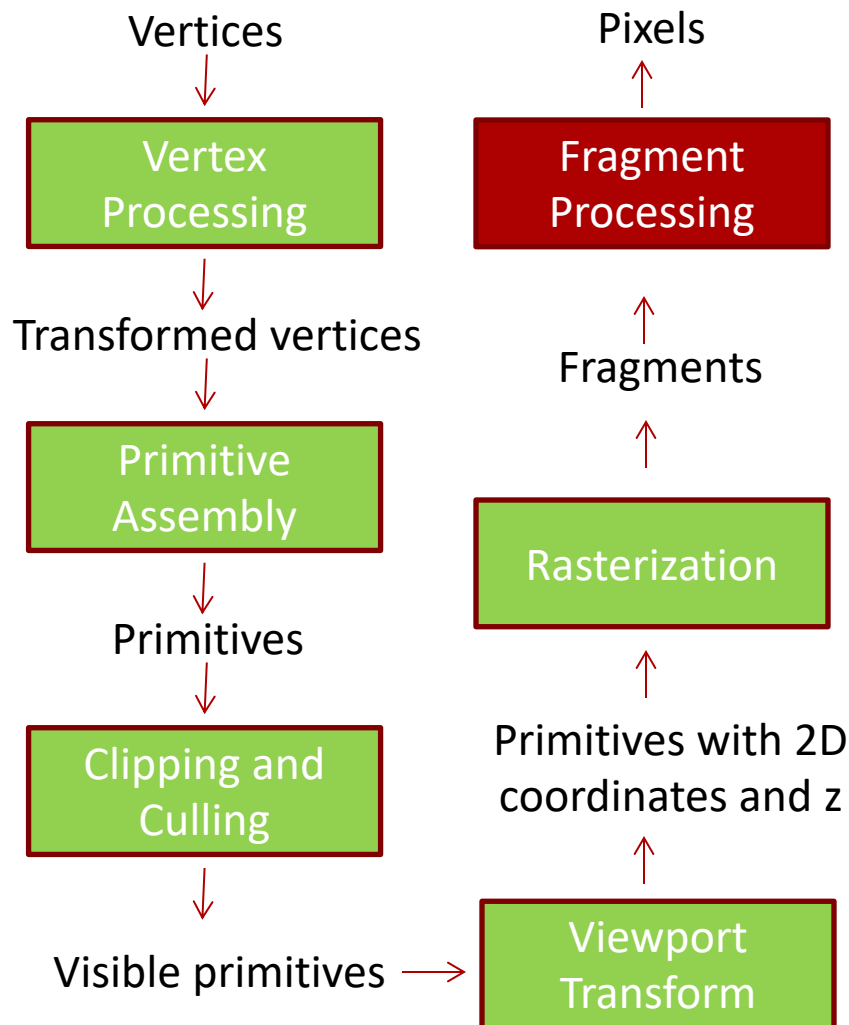 Vertices
Vertex
Processing
Transformed vertices
Primitive
Assembly
Primitives
Clipping and
Culling
Visible primitives
Viewport
Transform
Primitives with 2D
coordinates and z
Rasterization
Fragments
Fragment
Processing
Pixels